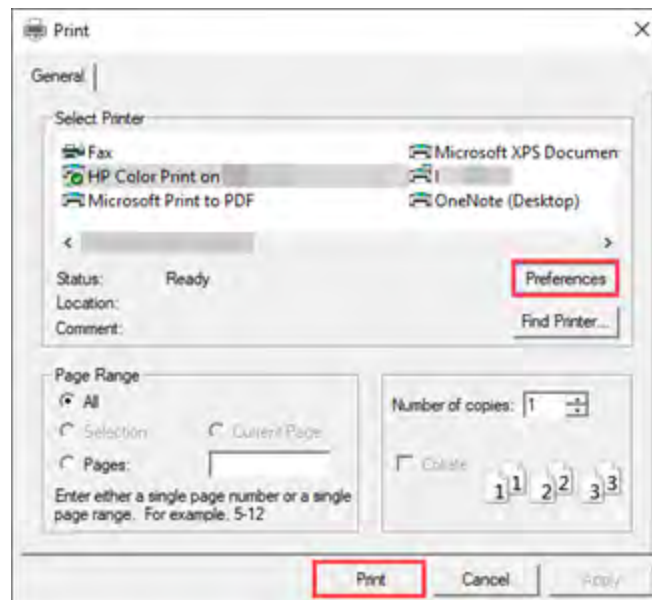 Print
General
Select Printer
Fax
Microsoft XPS Documen
HP Color Print on
Microsoft Print to PDF
OneNote (Desktop)
Status: Ready
Preferences
Location:
Comment:
Find Printer...
Page Range
All
Selection Current Page
Pages:
Enter either a single page number or a single
page range. For example, 5-12
Number of copies: 1
Collate
1 1 2 2 3 3
Print Cancel Apply